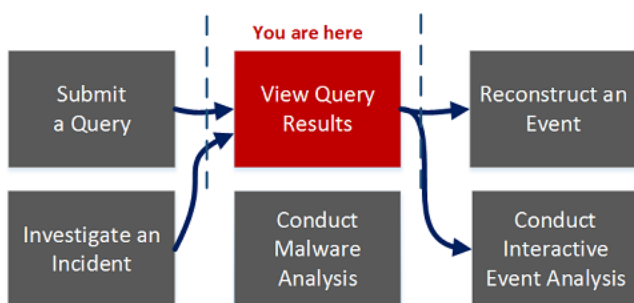 You are here
Submit
a Query
View Query
Results
Reconstruct an
Event
Investigate an
Incident
Conduct
Malware
Analysis
Conduct
Interactive
Event Analysis